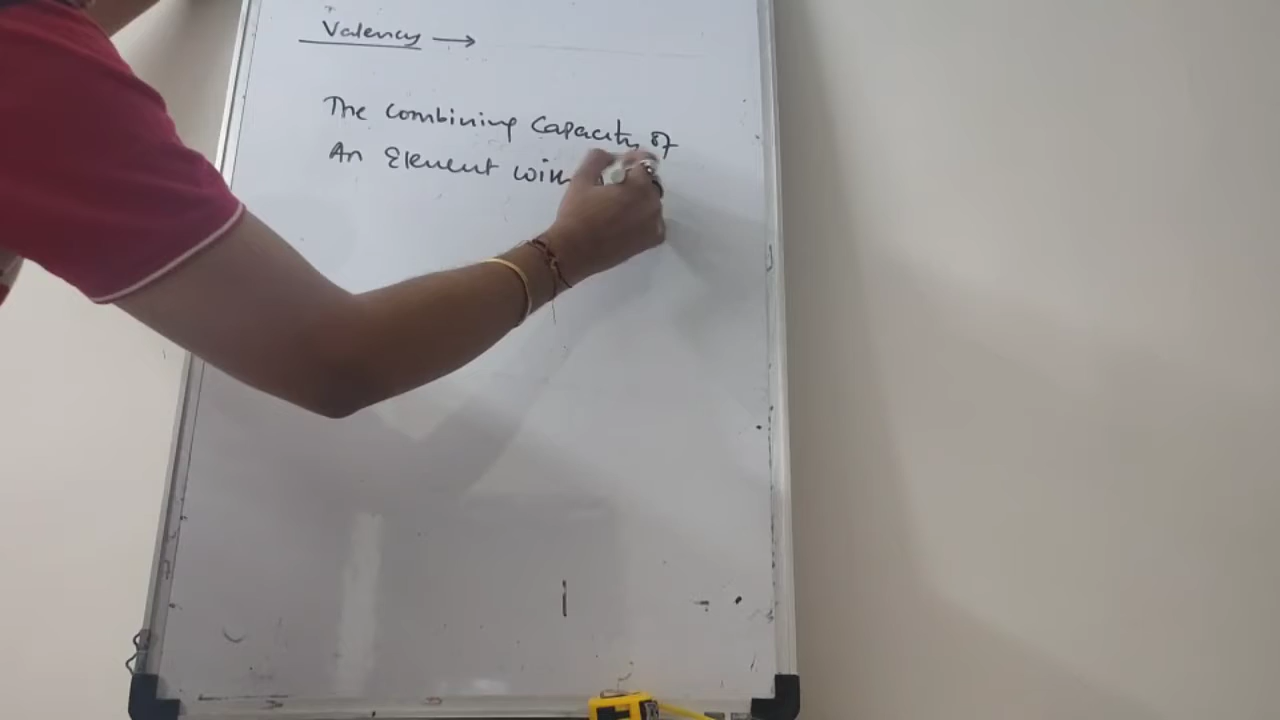 Valency →
The Combining Capacity of
An Element with